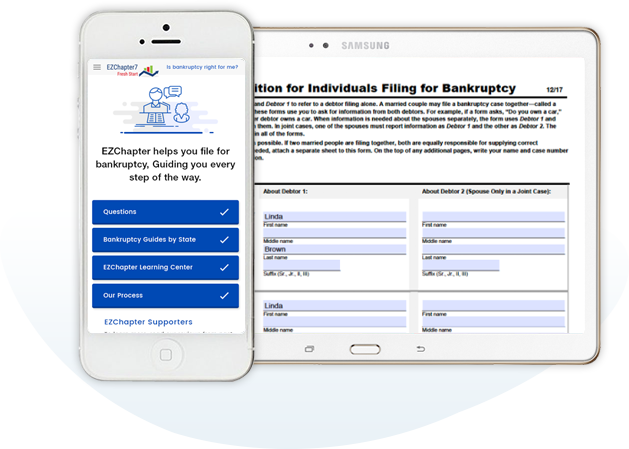 EZChapter7
Fresh Start
Is bankruptcy right for me?
EZChapter helps you file for
bankruptcy, Guiding you every
step of the way.
Questions
Bankruptcy Guides by State
EZChapter Learning Center
Our Process
EZChapter Supporters
SAMSUNG
ition for Individuals Filing for Bankruptcy 12/17
and Debtor 1 to refer to a debtor filing alone. A married couple may file a bankruptcy case together—called a
hese forms use you to ask for information from both debtors. For example, if a form asks, "Do you own a car,"
er debtor owns a car. When information is needed about the spouses separately, the form uses Debtor 1 and
them. In joint cases, one of the spouses must report information as Debtor 1 and the other as Debtor 2. The
in all of the forms.
possible. If two married people are filing together, both are equally responsible for supplying correct
eded, attach a separate sheet to this form. On the top of any additional pages, write your name and case number
on.
About Debtor 1: About Debtor 2 (Spouse Only in a Joint Case):
Linda
First name First name
Middle name Middle name
Brown
Last name Last name
Suffix (Sr., Jr., II, III) Suffix (Sr., Jr., II, III)
Linda
First name First name
Middle name Middle name